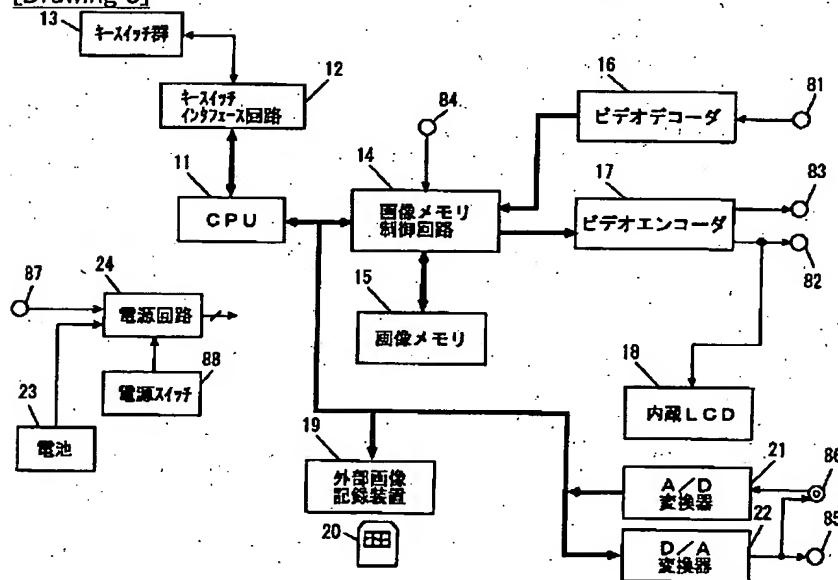 13
キースイッチ群
12
キースイッチ
インタフェース回路
11
CPU
84
14
画像メモリ
制御回路
15
画像メモリ
16
ビデオデコーダ
81
17
ビデオエンコーダ
83
82
87
24
電源回路
88
電源スイッチ
23
電池
18
内蔵LCD
19
外部画像
記録装置
20
21
A/D
変換器
86
22
D/A
変換器
85